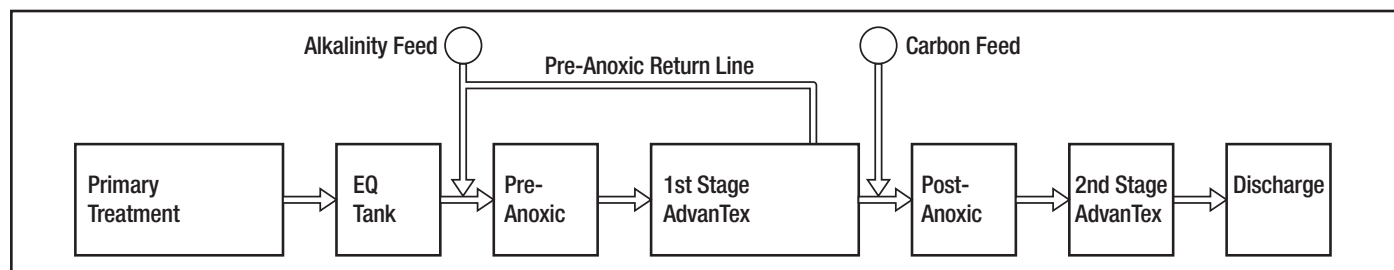 Alkalinity Feed
Carbon Feed
Pre-Anoxic Return Line
Primary
Treatment
EQ
Tank
Pre-
Anoxic
1st Stage
AdvanTex
Post-
Anoxic
2nd Stage
AdvanTex
Discharge